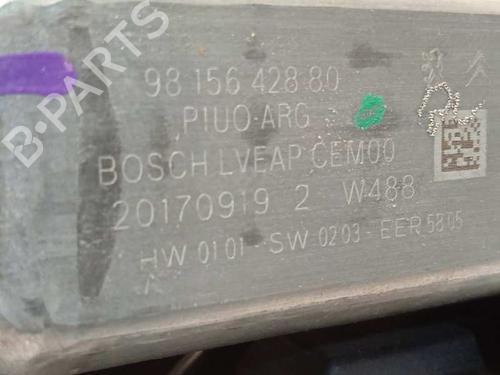 98 156 428 80
P1UO-ARG
BOSCH LVEAP CEM00
20170919 2 W488
HW 01 01 - SW 02 03 - EER 58 05
B-PARTS